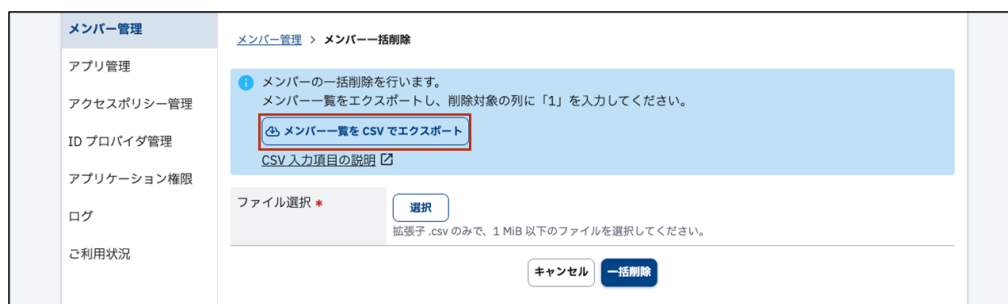 メンバー管理
アプリ管理
アクセスポリシー管理
ID プロバイダ管理
アプリケーション権限
ログ
ご利用状況
メンバー管理 > メンバー一括削除
メンバーの一括削除を行います。
メンバー一覧をエクスポートし、削除対象の列に「1」を入力してください。
メンバー一覧を CSV でエクスポート
CSV 入力項目の説明
ファイル選択 *
選択
拡張子 .csv のみで、1 MiB 以下のファイルを選択してください。
キャンセル 一括削除